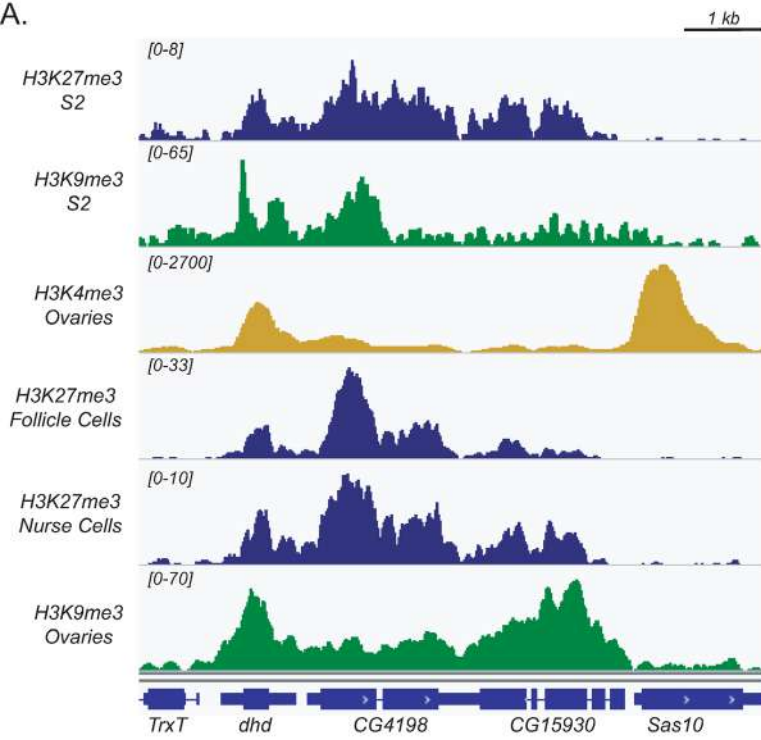 A.
1 kb
[0-8]
H3K27me3
S2
[0-65]
H3K9me3
S2
[0-2700]
H3K4me3
Ovaries
[0-33]
H3K27me3
Follicle Cells
[0-10]
H3K27me3
Nurse Cells
[0-70]
H3K9me3
Ovaries
TrxT dhd CG4198 CG15930 Sas10